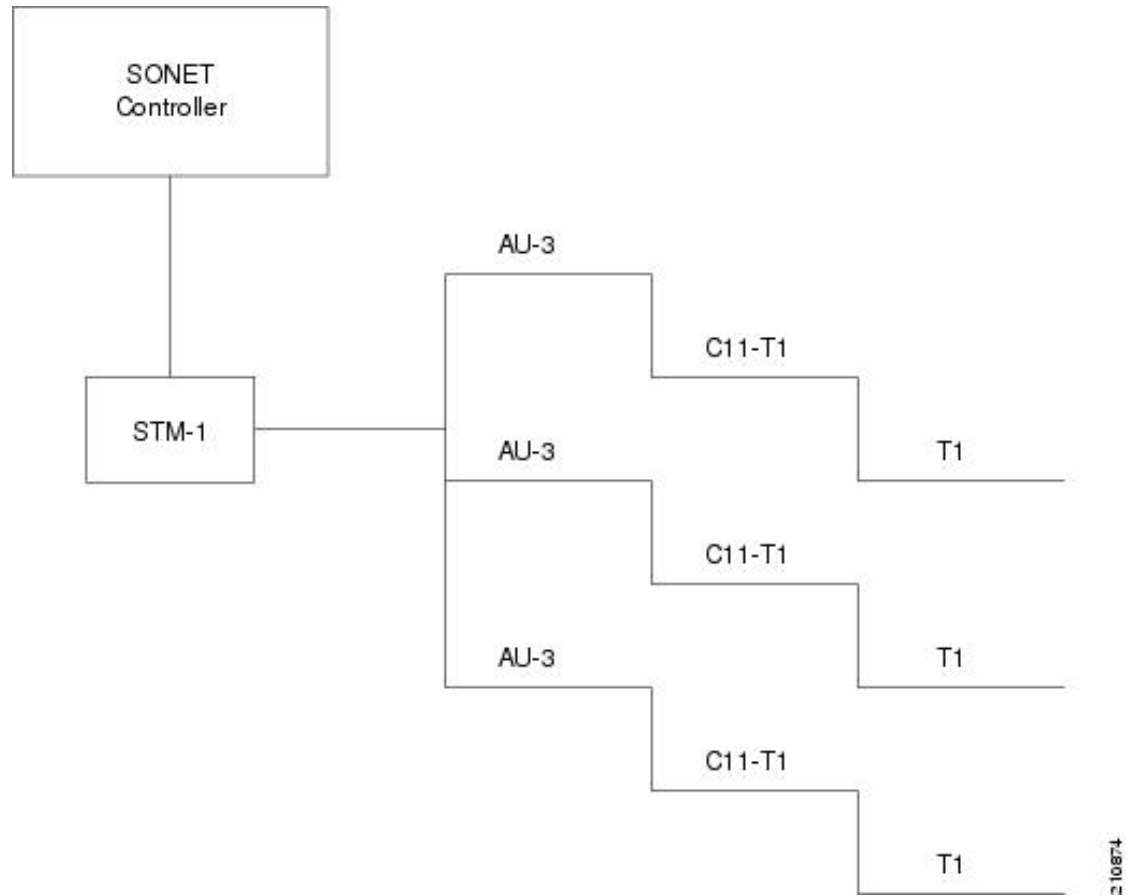 SONET
Controller
AU-3
C11-T1
STM-1
AU-3
T1
C11-T1
AU-3
T1
C11-T1
T1
210874